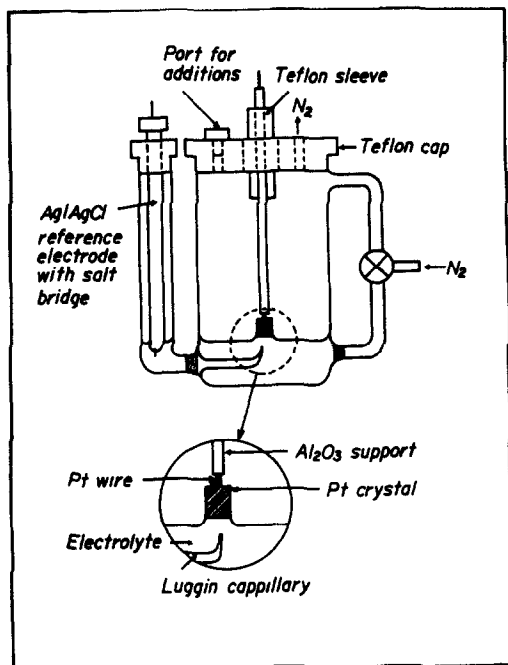 Port for
additions
Teflon sleeve
N2
Teflon cap
Ag/AgCl
reference
electrode
with salt
bridge
N2
Al2O3 support
Pt wire
Pt crystal
Electrolyte
Luggin cappillary